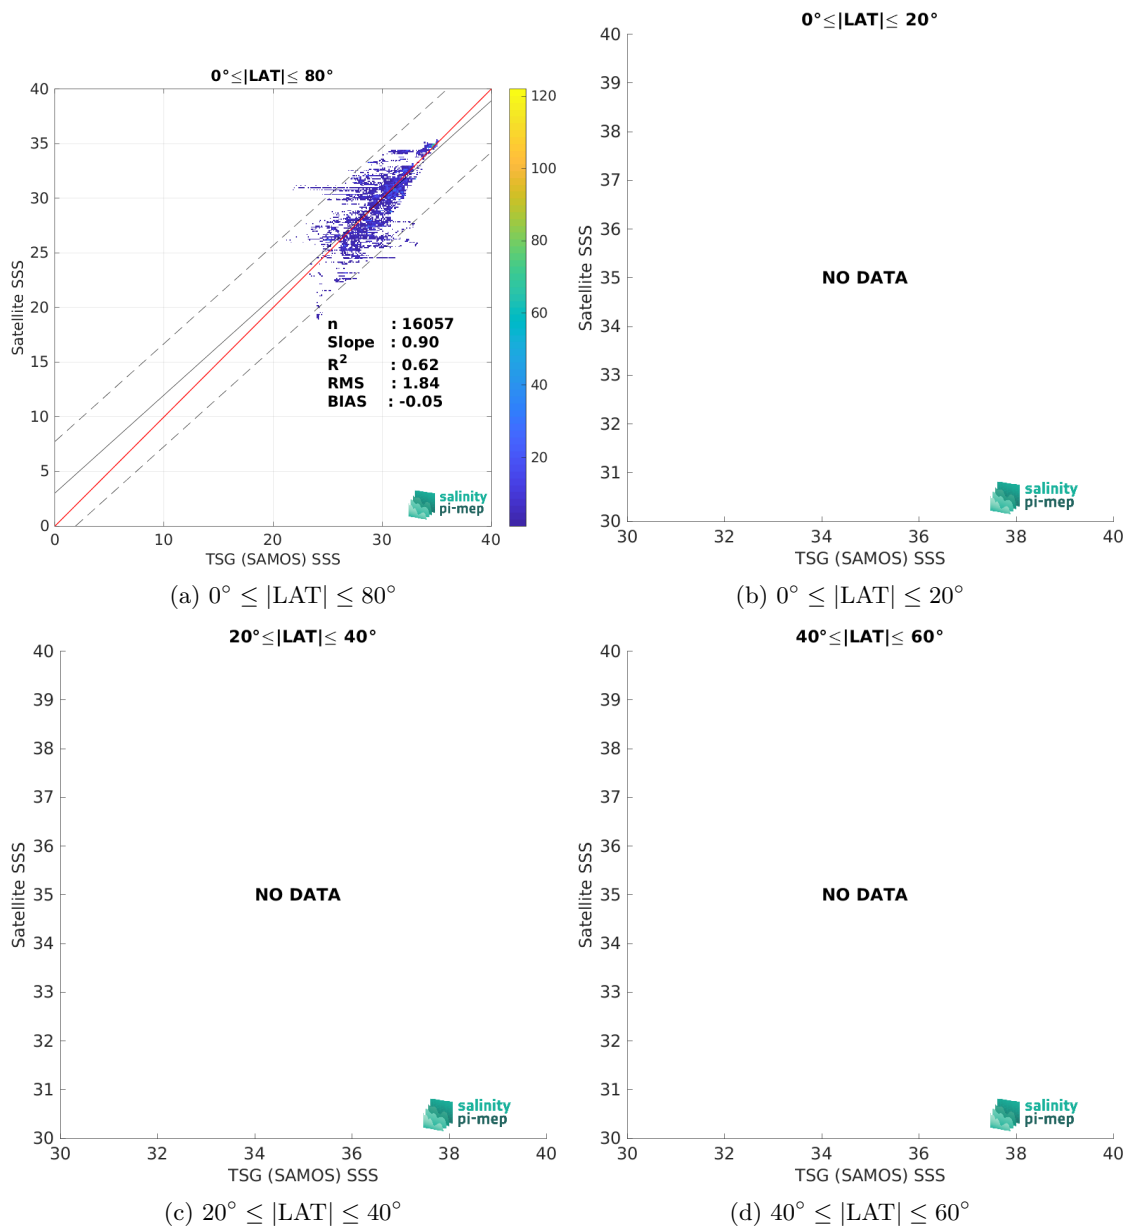 0°≤|LAT|≤ 80°
40
35
30
25
20
15
10
5
0
Satellite SSS
0
10
20
30
40
TSG (SAMOS) SSS
120
100
80
60
40
20
n : 16057
Slope : 0.90
R² : 0.62
RMS : 1.84
BIAS : -0.05
salinity
pi-mep
(a) 0° ≤ |LAT| ≤ 80°
0°≤|LAT|≤ 20°
40
39
38
37
36
35
34
33
32
31
30
Satellite SSS
NO DATA
30
32
34
36
38
40
TSG (SAMOS) SSS
salinity
pi-mep
(b) 0° ≤ |LAT| ≤ 20°
20°≤|LAT|≤ 40°
40
39
38
37
36
35
34
33
32
31
30
Satellite SSS
NO DATA
30
32
34
36
38
40
TSG (SAMOS) SSS
salinity
pi-mep
(c) 20° ≤ |LAT| ≤ 40°
40°≤|LAT|≤ 60°
40
39
38
37
36
35
34
33
32
31
30
Satellite SSS
NO DATA
30
32
34
36
38
40
TSG (SAMOS) SSS
salinity
pi-mep
(d) 40° ≤ |LAT| ≤ 60°